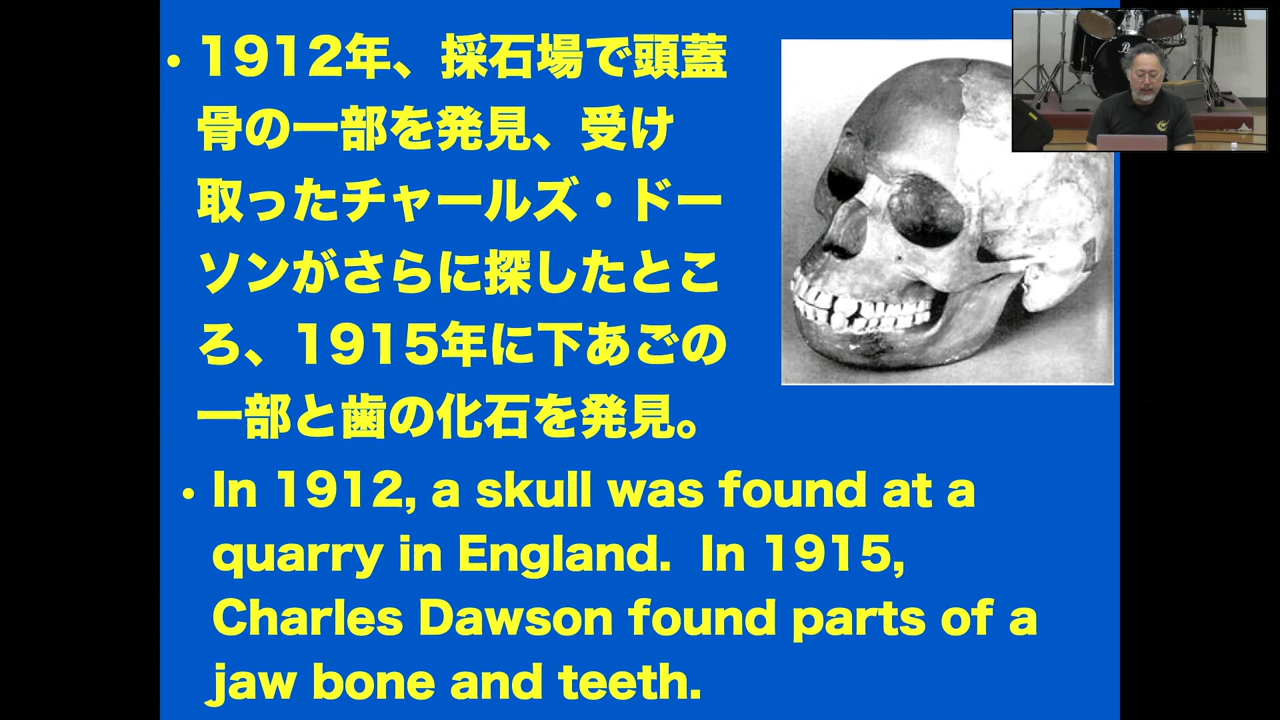 • 1912年、採石場で頭蓋
骨の一部を発見、受け
取ったチャールズ・ドー
ソンがさらに探したとこ
ろ、1915年に下あごの
一部と歯の化石を発見。
• In 1912, a skull was found at a
quarry in England.  In 1915,
Charles Dawson found parts of a
jaw bone and teeth.